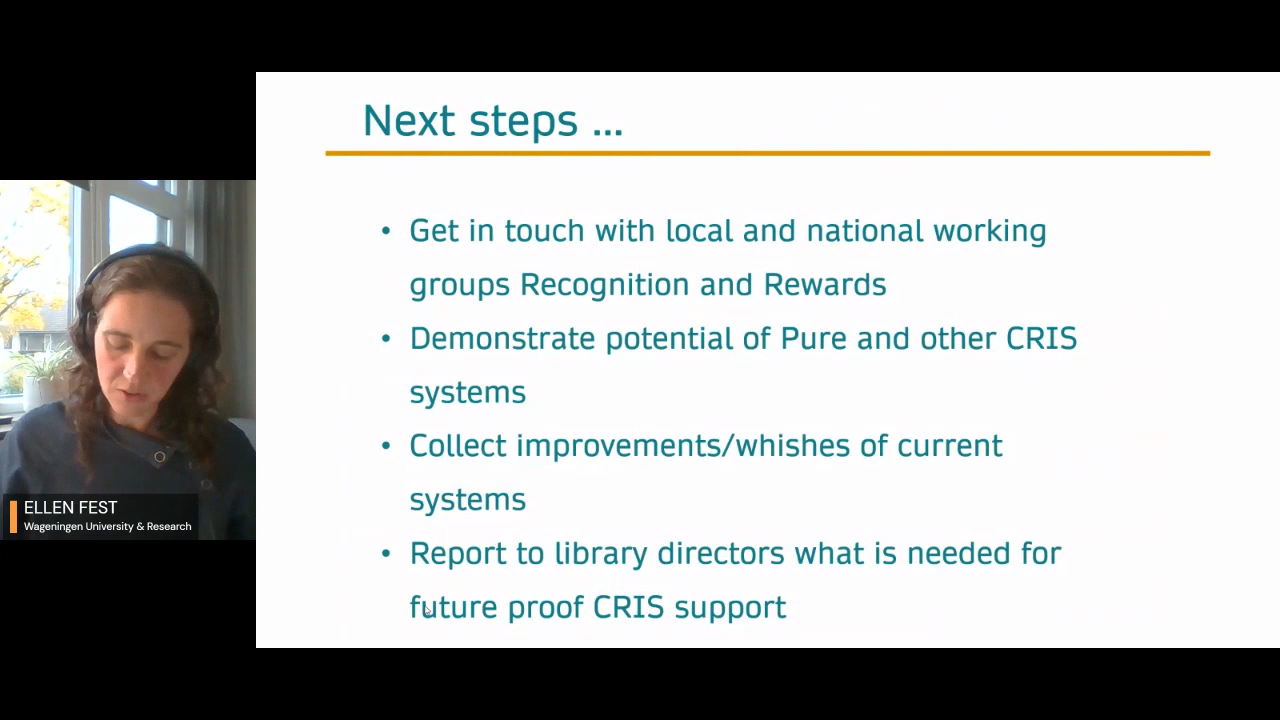 Next steps ...
• Get in touch with local and national working
groups Recognition and Rewards
• Demonstrate potential of Pure and other CRIS
systems
• Collect improvements/whishes of current
systems
• Report to library directors what is needed for
future proof CRIS support
ELLEN FEST
Wageningen University & Research